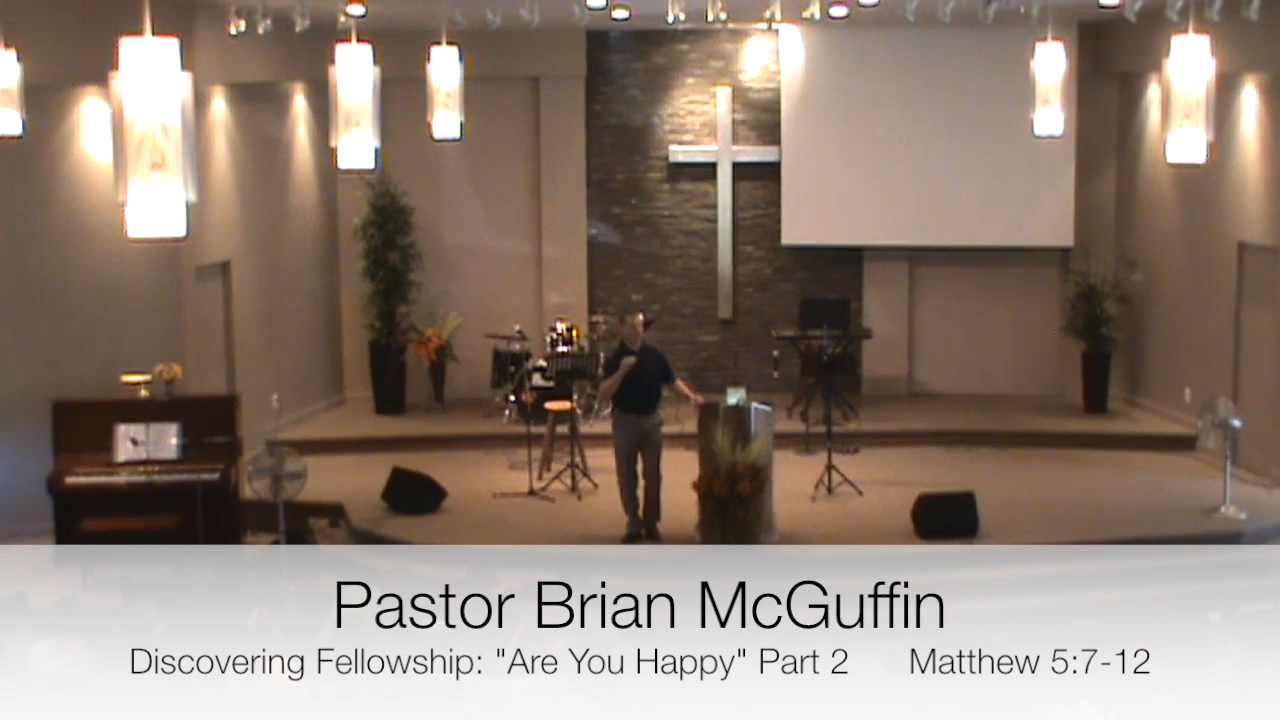 Pastor Brian McGuffin
Discovering Fellowship: "Are You Happy" Part 2 Matthew 5:7-12